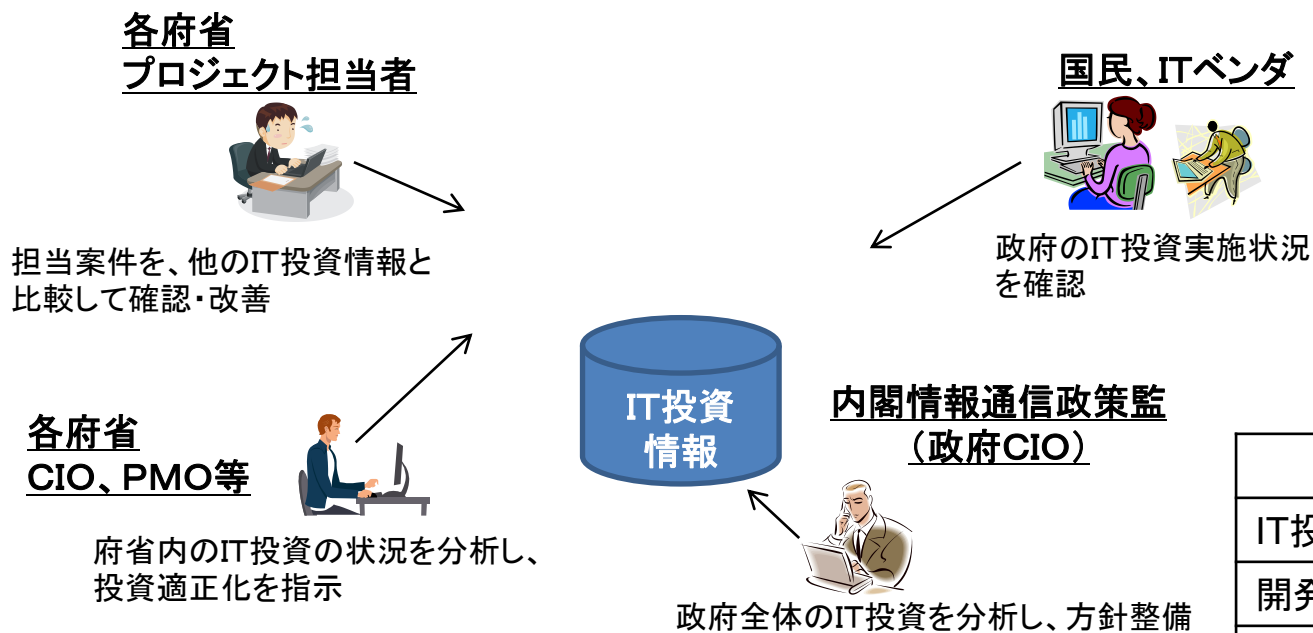 各府省
プロジェクト担当者
担当案件を、他のIT投資情報と
比較して確認・改善
国民、ITベンダ
政府のIT投資実施状況
を確認
各府省
CIO、PMO等
府省内のIT投資の状況を分析し、
投資適正化を指示
IT投資
情報
内閣情報通信政策監
（政府CIO）
政府全体のIT投資を分析し、方針整備
IT投
開発